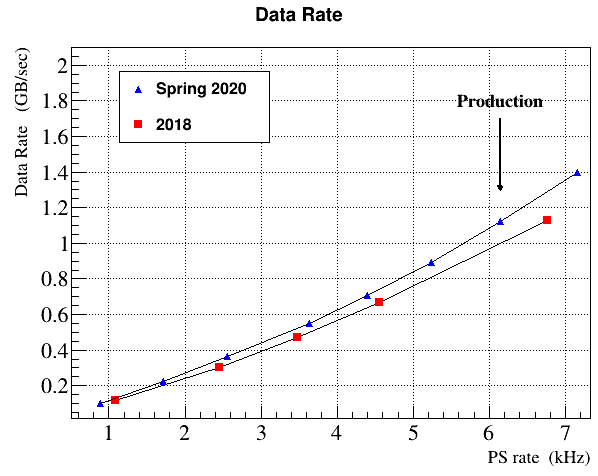 Data Rate
Data Rate (GB/sec)
2
1.8
1.6
1.4
1.2
1
0.8
0.6
0.4
0.2
Spring 2020
2018
Production
1 2 3 4 5 6 7
PS rate (kHz)